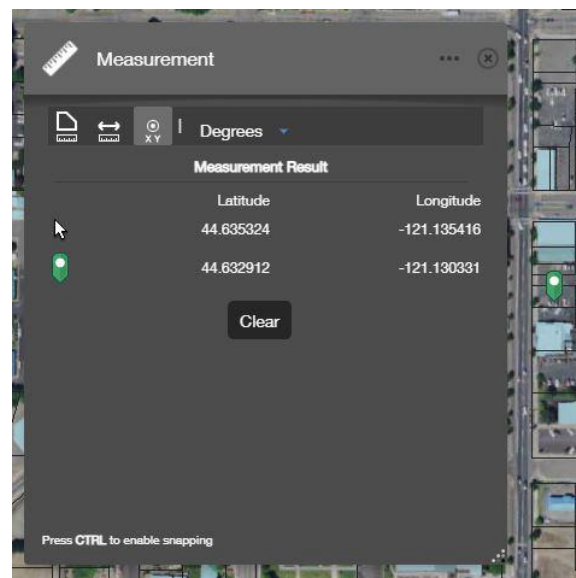 Measurement
XY | Degrees
Measurement Result
Latitude Longitude
44.635324 -121.135416
44.632912 -121.130331
Clear
Press CTRL to enable snapping